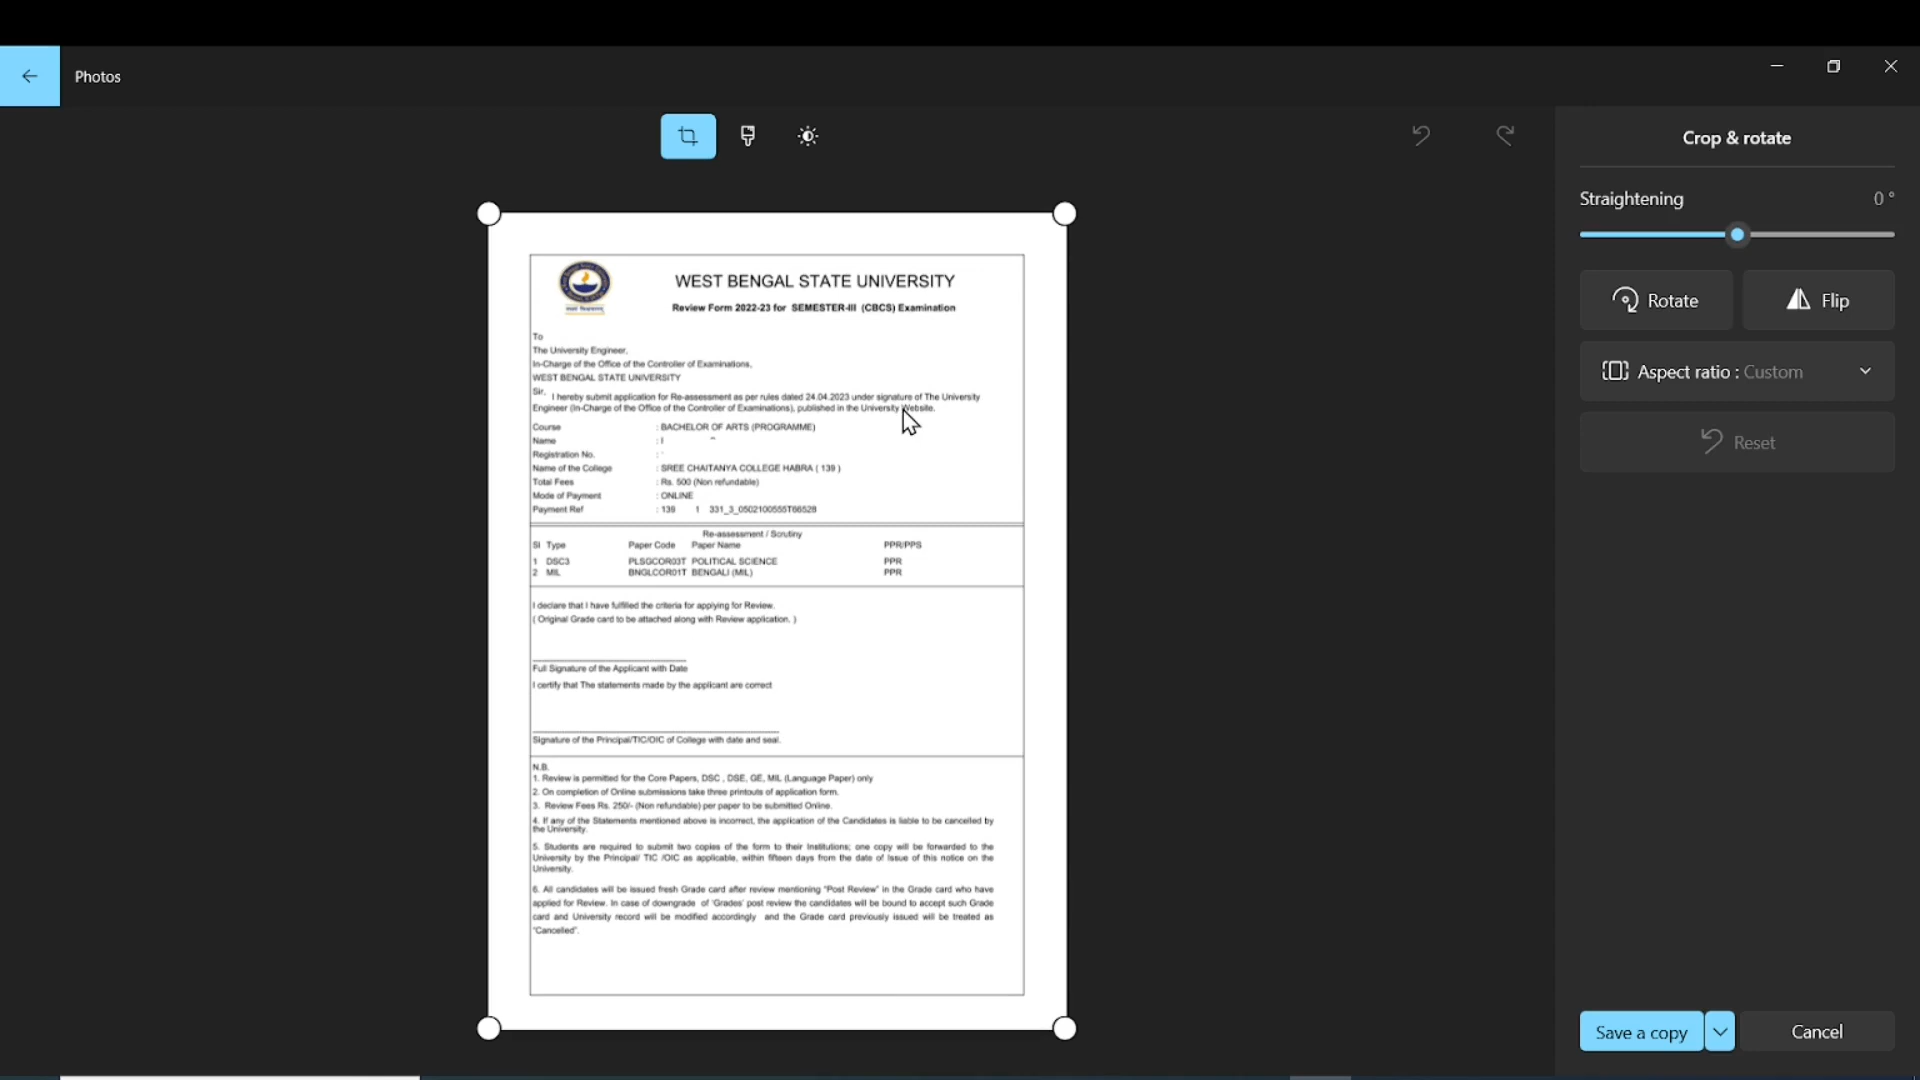 Photos
Crop & rotate
Straightening 0 °
Rotate Flip
Aspect ratio : Custom
Reset
Save a copy Cancel
WEST BENGAL STATE UNIVERSITY
Review Form 2022-23 for SEMESTER-III (CBCS) Examination
To
The University Engineer,
In-Charge of the Office of the Controller of Examinations,
WEST BENGAL STATE UNIVERSITY
Sir, I hereby submit application for Re-assessment as per rules dated 24.04.2023 under signature of The University
Engineer (In-Charge of the Office of the Controller of Examinations), published in the University Website.
Course : BACHELOR OF ARTS (PROGRAMME)
Name :
Registration No. :
Name of the College : SREE CHAITANYA COLLEGE HABRA ( 139 )
Total Fees : Rs. 500 (Non refundable)
Mode of Payment : ONLINE
Payment Ref : 139 1 331_3_0502100555T66528
Re-assessment / Scrutiny
Sl Type Paper Code Paper Name PPR/PPS
1 DSC3 PLSGCOR03T POLITICAL SCIENCE PPR
2 MIL BNGLCOR01T BENGALI (MIL) PPR
I declare that I have fulfilled the criteria for applying for Review.
( Original Grade card to be attached along with Review application. )
Full Signature of the Applicant with Date
I certify that The statements made by the applicant are correct
Signature of the Principal/TIC/OIC of College with date and seal.
N.B.
1. Review is permitted for the Core Papers, DSC , DSE, GE, MIL (Language Paper) only
2. On completion of Online submissions take three printouts of application form.
3. Review Fees Rs. 250/- (Non refundable) per paper to be submitted Online.
4. If any of the Statements mentioned above is incorrect, the application of the Candidates is liable to be cancelled by
the University.
5. Students are required to submit two copies of the form to their Institutions; one copy will be forwarded to the
University by the Principal/ TIC /OIC as applicable, within fifteen days from the date of Issue of this notice on the
University.
6. All candidates will be issued fresh Grade card after review mentioning "Post Review" in the Grade card who have
applied for Review. In case of downgrade of 'Grades' post review the candidates will be bound to accept such Grade
card and University record will be modified accordingly and the Grade card previously issued will be treated as
"Cancelled".